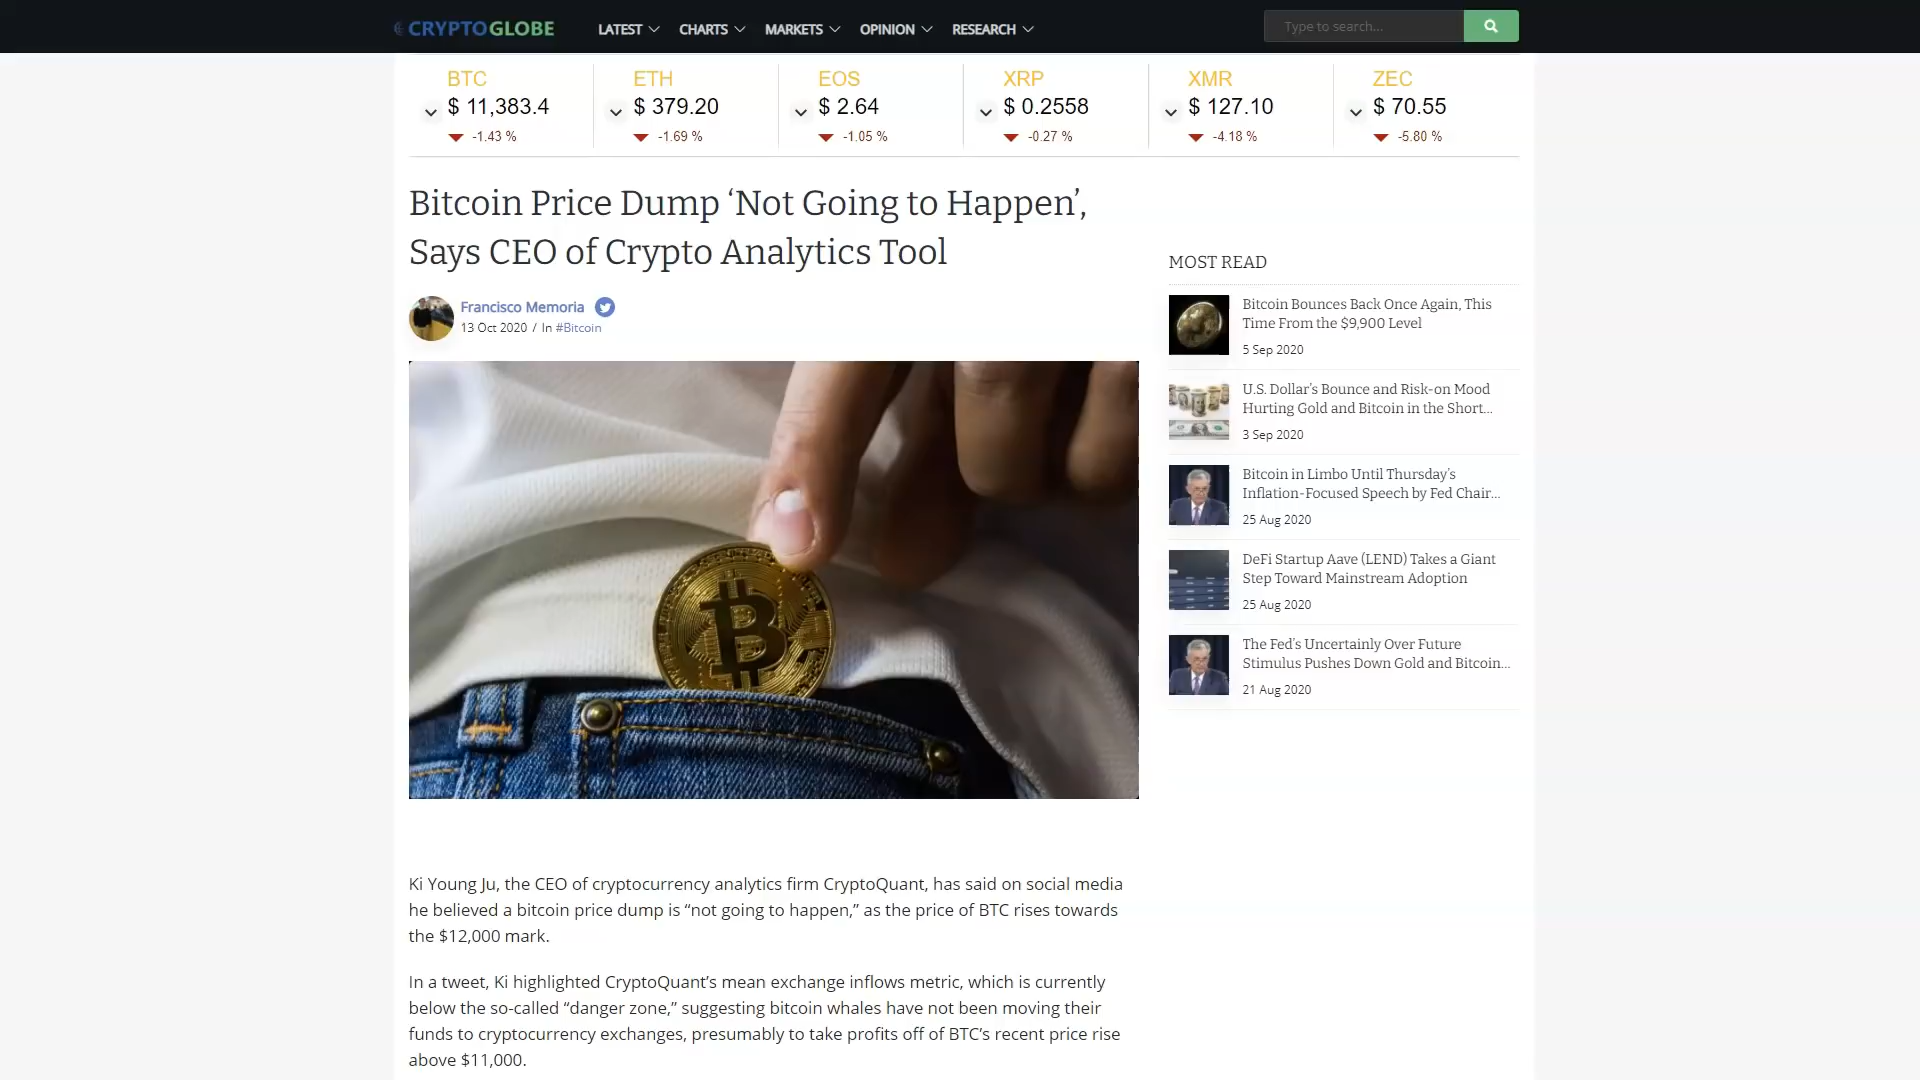 CRYPTOGLOBE
LATEST
CHARTS
MARKETS
OPINION
RESEARCH
Type to search...
BTC
$ 11,383.4
-1.43 %
ETH
$ 379.20
-1.69 %
EOS
$ 2.64
-1.05 %
XRP
$ 0.2558
-0.27 %
XMR
$ 127.10
-4.18 %
ZEC
$ 70.55
-5.80 %
Bitcoin Price Dump ‘Not Going to Happen’,
Says CEO of Crypto Analytics Tool
Francisco Memoria
13 Oct 2020 / In #Bitcoin
Ki Young Ju, the CEO of cryptocurrency analytics firm CryptoQuant, has said on social media
he believed a bitcoin price dump is “not going to happen,” as the price of BTC rises towards
the $12,000 mark.
In a tweet, Ki highlighted CryptoQuant’s mean exchange inflows metric, which is currently
below the so-called “danger zone,” suggesting bitcoin whales have not been moving their
funds to cryptocurrency exchanges, presumably to take profits off of BTC’s recent price rise
above $11,000.
MOST READ
Bitcoin Bounces Back Once Again, This
Time From the $9,900 Level
5 Sep 2020
U.S. Dollar’s Bounce and Risk-on Mood
Hurting Gold and Bitcoin in the Short...
3 Sep 2020
Bitcoin in Limbo Until Thursday’s
Inflation-Focused Speech by Fed Chair...
25 Aug 2020
DeFi Startup Aave (LEND) Takes a Giant
Step Toward Mainstream Adoption
25 Aug 2020
The Fed’s Uncertainly Over Future
Stimulus Pushes Down Gold and Bitcoin...
21 Aug 2020